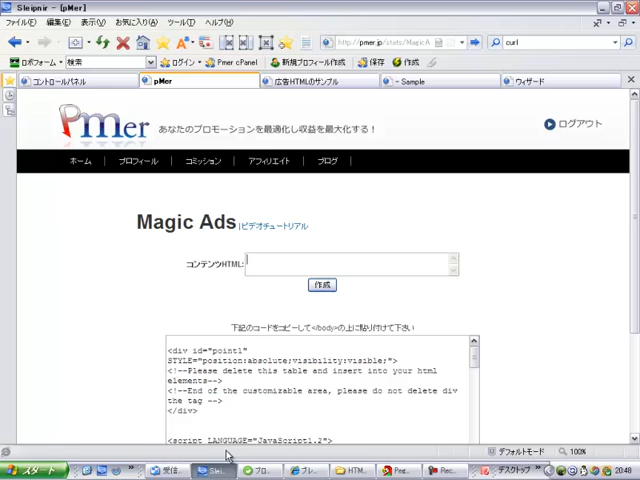 Sleipnir - [pMer]
ファイル(F) 編集(E) 表示(V) お気に入り(A) ツール(T) ヘルプ(H)
http://pmer.jp/stats/MagicA curl
ロボフォーム 検索 ログイン Pmer cPanel 新規プロフィール作成 保存 作成
コントロールパネル pMer 広告HTMLのサンプル - Sample ウィザード
Pmer あなたのプロモーションを最適化し収益を最大化する! ログアウト
ホーム | プロフィール | コミッション | アフィリエイト | ブログ |
Magic Ads |ビデオチュートリアル
コンテンツHTML:
作成
下記のコードをコピーして</body>の上に貼り付けて下さい
<div id="point1"
STYLE="position:absolute;visibility:visible;">
<!--Please delete this table and insert into your html
elements-->
<!--End of the customizable area, please do not delete div
the tag -->
</div>
<script LANGUAGE="JavaScript1.2">
デフォルトモード 100%
スタート 受信. Slei.. プロ.. プレ.. HTM.. Peg.. Rec.. デスクトップ 20:48